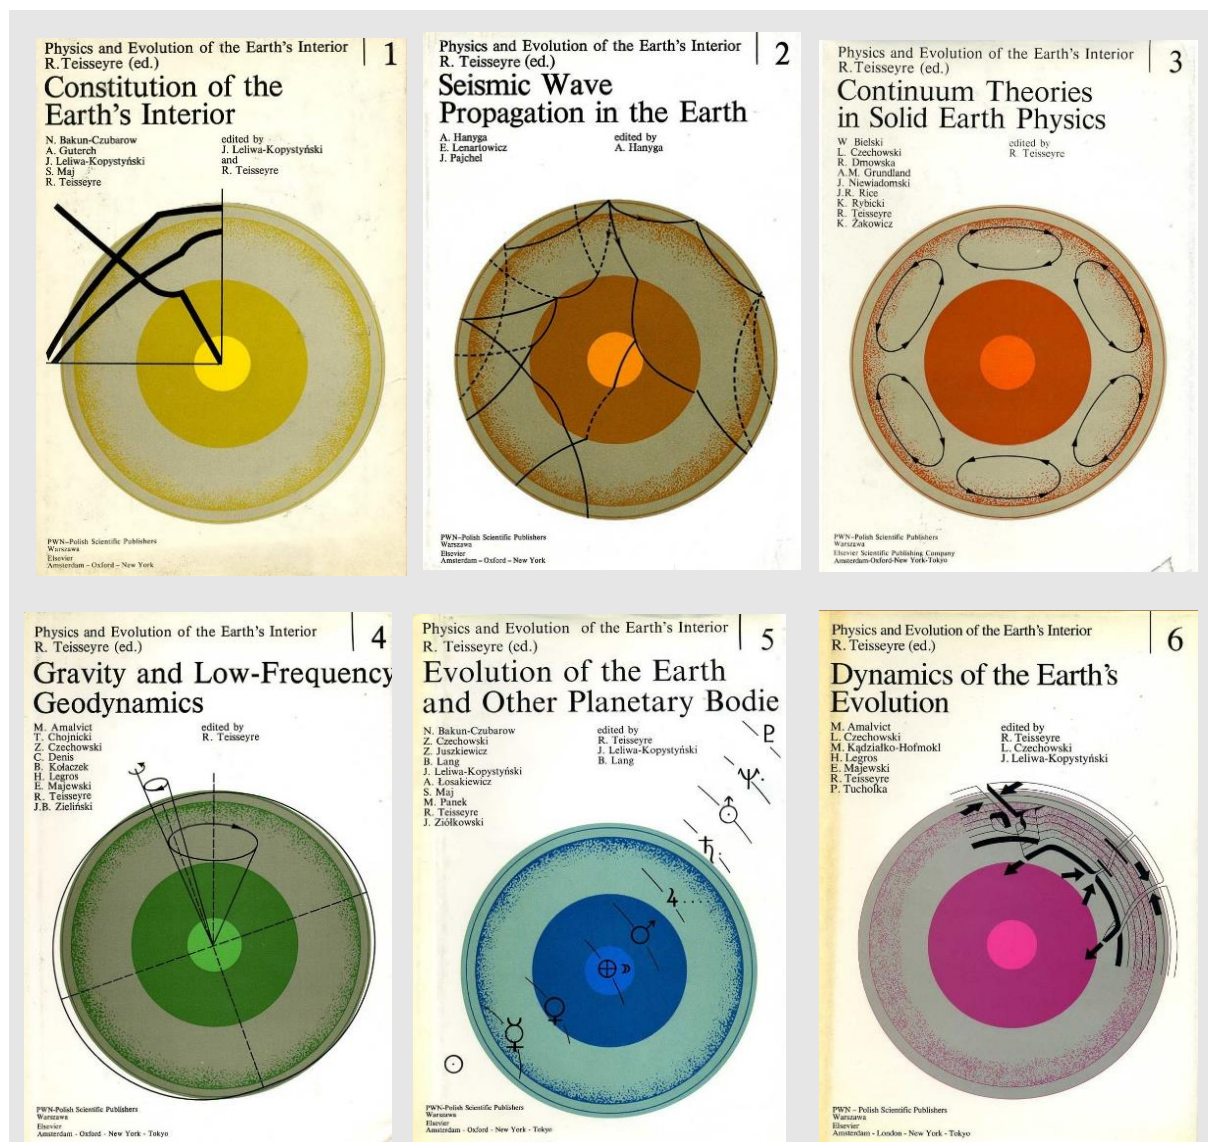 Physics and Evolution of the Earth's Interior
R. Teisseyre (ed.)
1
Constitution of the
Earth's Interior
N. Bakun-Czubarow
A. Guterch
J. Leliwa-Kopystyński
S. Maj
R. Teisseyre
edited by
J. Leliwa-Kopystyński
and
R. Teisseyre
PWN-Polish Scientific Publishers
Warszawa
Elsevier
Amsterdam - Oxford - New York
Physics and Evolution of the Earth's Interior
R. Teisseyre (ed.)
2
Seismic Wave
Propagation in the Earth
A. Hanyga
E. Lenartowicz
J. Pajchel
edited by
A. Hanyga
PWN-Polish Scientific Publishers
Warszawa
Elsevier
Amsterdam - Oxford - New York
Physics and Evolution of the Earth's Interior
R. Teisseyre (ed.)
3
Continuum Theories
in Solid Earth Physics
W Bielski
L. Czechowski
R. Dmowska
A.M. Grundland
J. Niewiadomski
J.R. Rice
K. Rybicki
R. Teisseyre
K. Żakowicz
edited by
R. Teisseyre
PWN-Polish Scientific Publishers
Warszawa
Elsevier Scientific Publishing Company
Amsterdam-Oxford-New York-Tokyo
Physics and Evolution of the Earth's Interior
R. Teisseyre (ed.)
4
Gravity and Low-Frequency
Geodynamics
M. Amalvict
T. Chojnicki
Z. Czechowski
C. Denis
B. Kołaczek
H. Legros
E. Majewski
R. Teisseyre
J.B. Zieliński
edited by
R. Teisseyre
PWN-Polish Scientific Publishers
Warszawa
Elsevier
Amsterdam - Oxford - New York - Tokyo
Physics and Evolution of the Earth's Interior
R. Teisseyre (ed.)
5
Evolution of the Earth
and Other Planetary Bodie
N. Bakun-Czubarow
Z. Czechowski
Z. Juszkiewicz
B. Lang
J. Leliwa-Kopystyński
A. Łosakiewicz
S. Maj
M. Panek
R. Teisseyre
J. Ziółkowski
edited by
R. Teisseyre
J. Leliwa-Kopystyński
B. Lang
PWN-Polish Scientific Publishers
Warszawa
Elsevier
Amsterdam - Oxford - New York - Tokyo
Physics and Evolution of the Earth's Interior
R. Teisseyre (ed.)
6
Dynamics of the Earth's
Evolution
M. Amalvict
L. Czechowski
M. Kądziałko-Hofmokl
H. Legros
E. Majewski
R. Teisseyre
P. Tuchołka
edited by
R. Teisseyre
L. Czechowski
J. Leliwa-Kopystyński
PWN - Polish Scientific Publishers
Warszawa
Elsevier
Amsterdam - London - New York - Tokyo